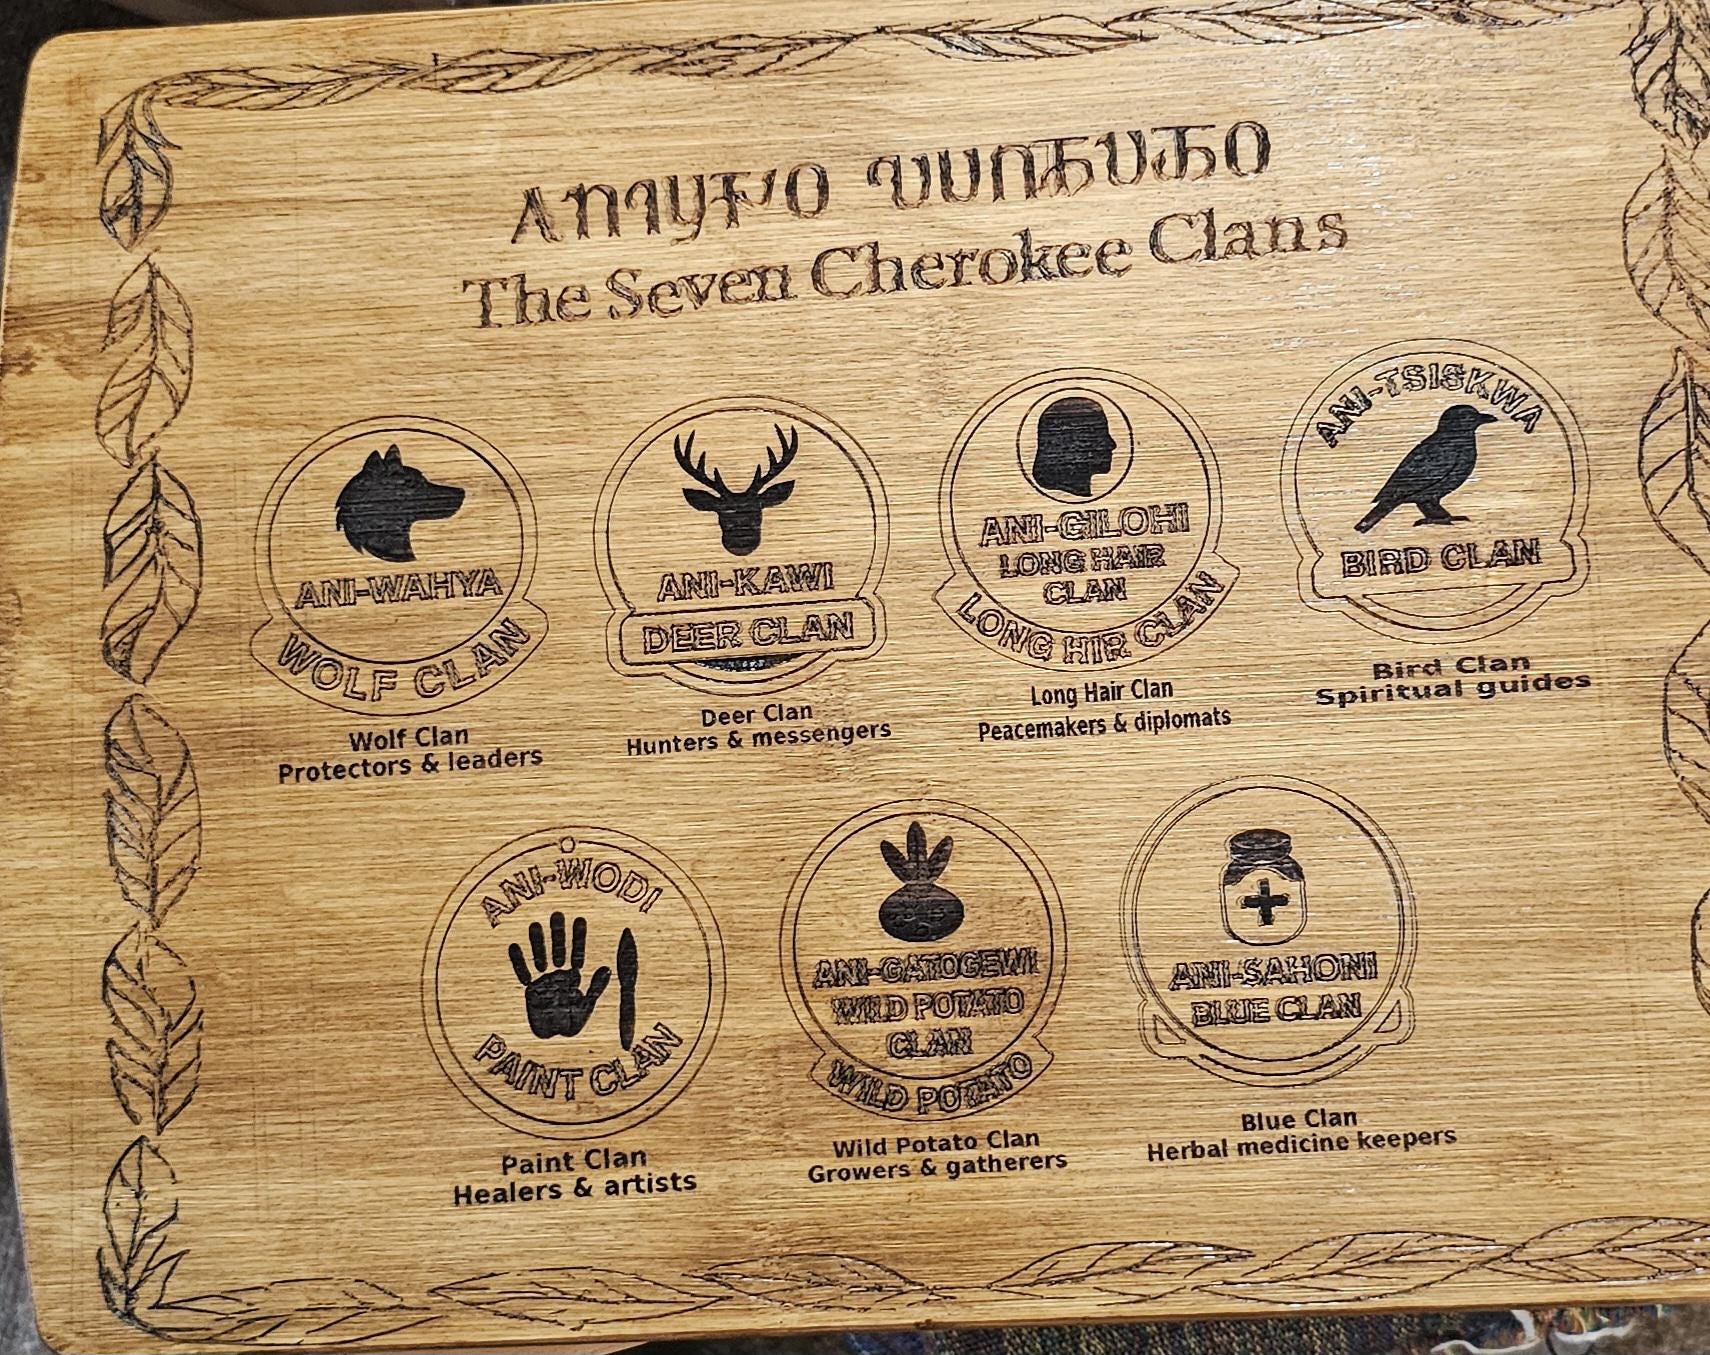 The Seven Cherokee Clans
ANI-WAHYA
WOLF CLAN
Wolf Clan
Protectors & leaders
ANI-KAWI
DEER CLAN
Deer Clan
Hunters & messengers
ANI-GILOHI
LONG HAIR
CLAN
LONG HIR CLAN
Long Hair Clan
Peacemakers & diplomats
ANI-TSISKWA
BIRD CLAN
Bird Clan
Spiritual guides
ANI-WODI
PAINT CLAN
Paint Clan
Healers & artists
ANI-GATOGEWI
WILD POTATO
CLAN
WILD POTATO
Wild Potato Clan
Growers & gatherers
ANI-SAHONI
BLUE CLAN
Blue Clan
Herbal medicine keepers